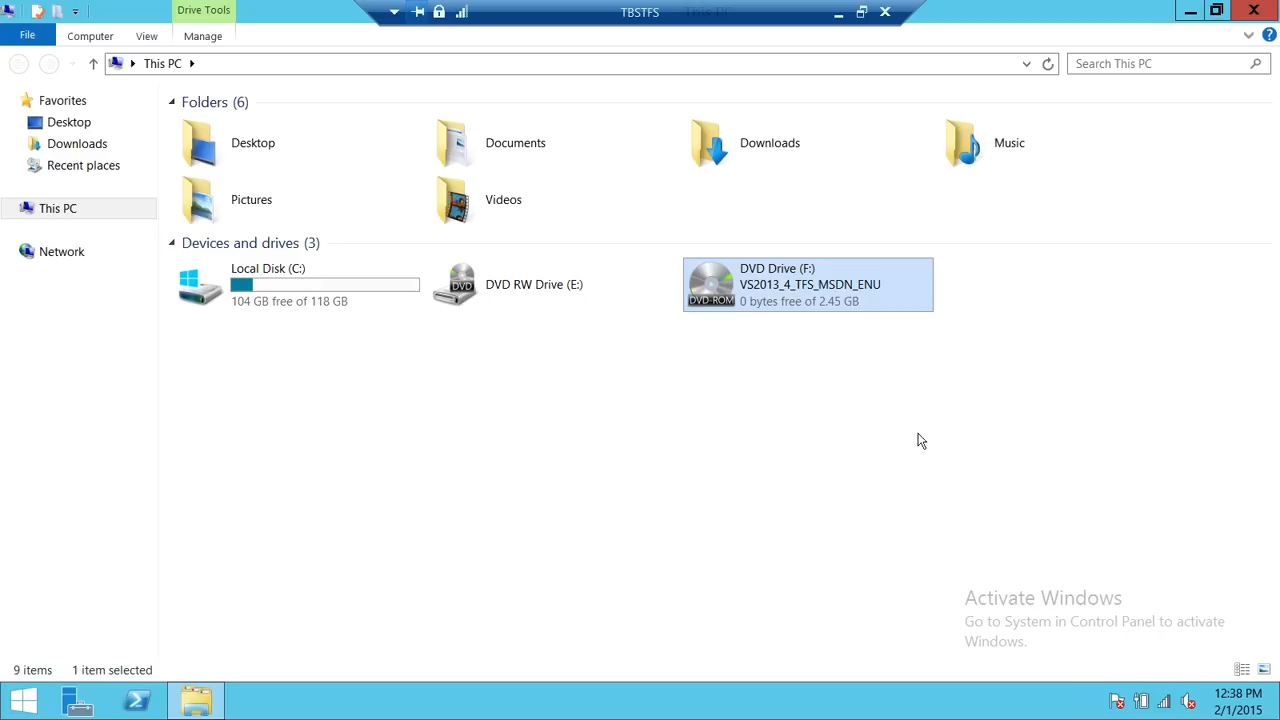 Drive Tools
TBSTFS
This PC
File
Computer
View
Manage
This PC
Search This PC
Favorites
Desktop
Downloads
Recent places
This PC
Network
Folders (6)
Desktop
Documents
Downloads
Music
Pictures
Videos
Devices and drives (3)
Local Disk (C:)
104 GB free of 118 GB
DVD
DVD RW Drive (E:)
DVD-ROM
DVD Drive (F:)
VS2013_4_TFS_MSDN_ENU
0 bytes free of 2.45 GB
Activate Windows
Go to System in Control Panel to activate
Windows.
9 items
1 item selected
12:38 PM
2/1/2015